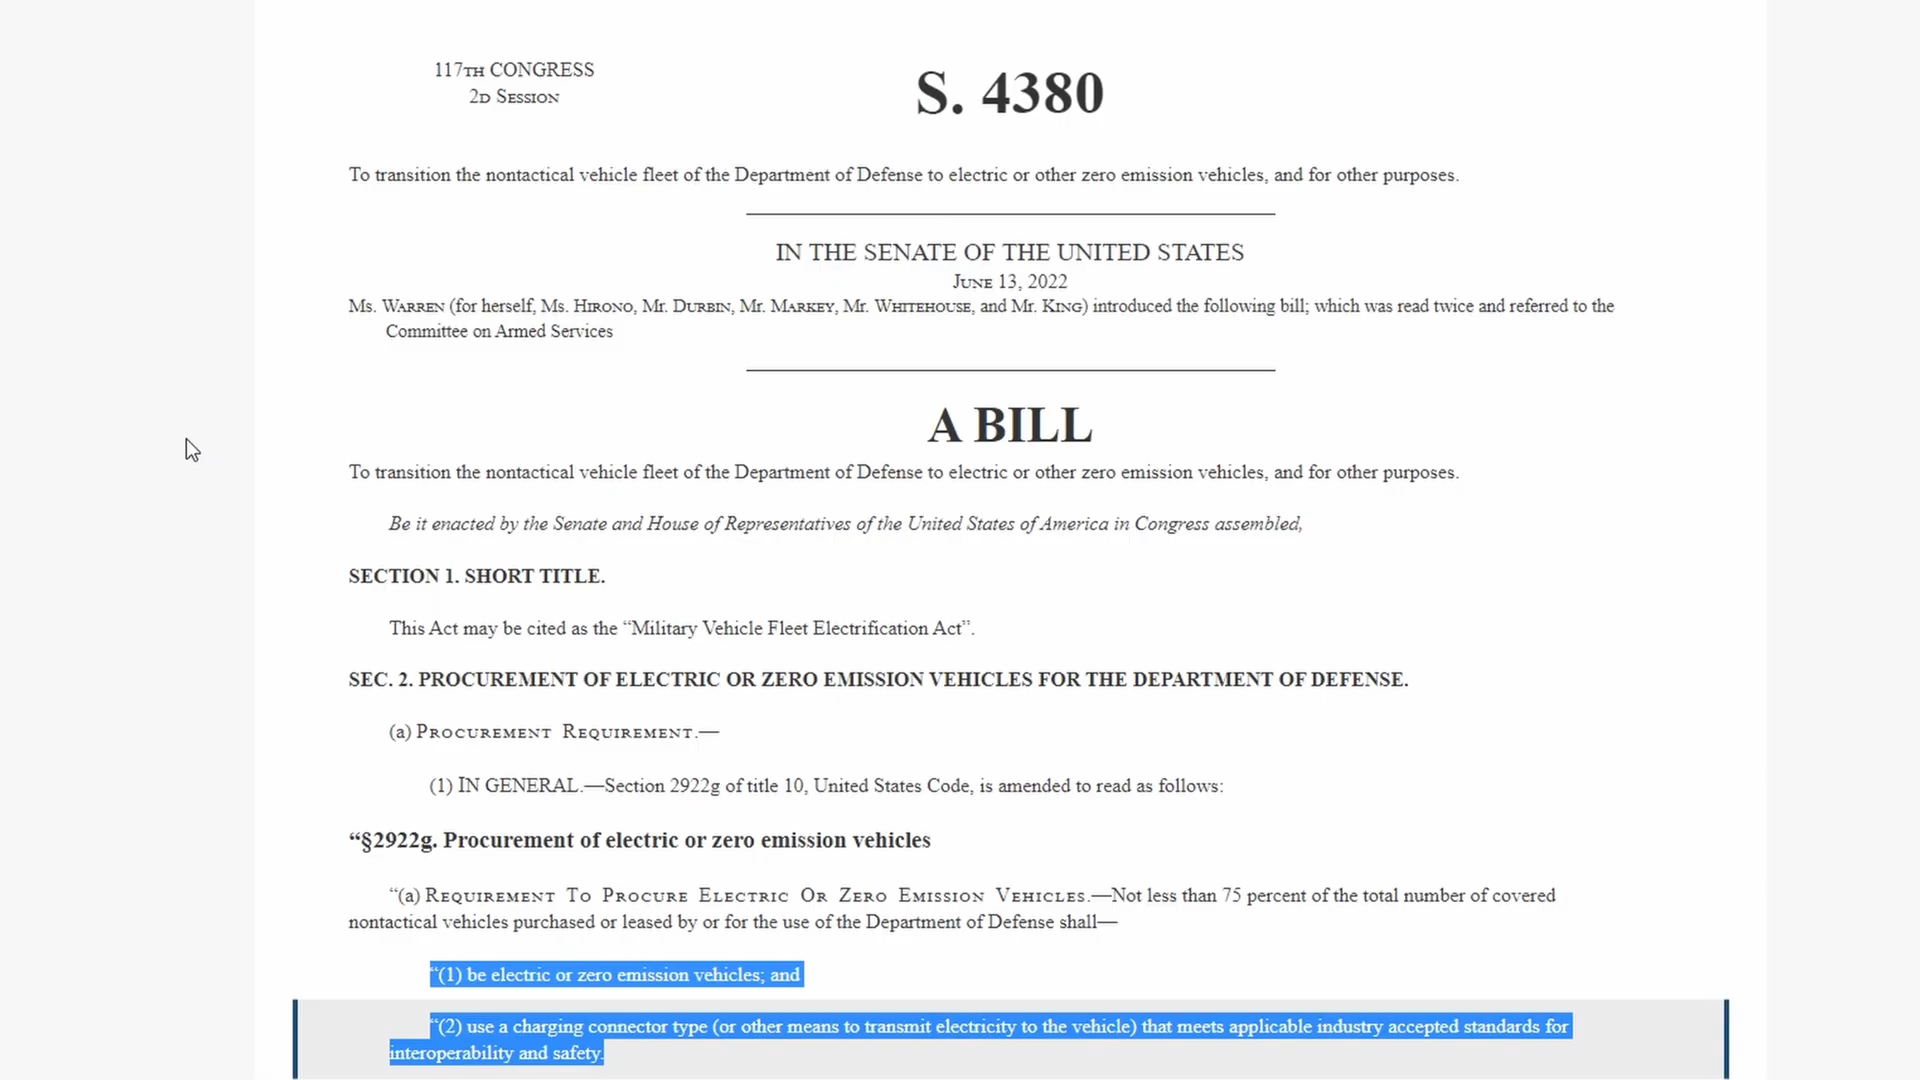 117TH CONGRESS
2D SESSION
S. 4380
To transition the nontactical vehicle fleet of the Department of Defense to electric or other zero emission vehicles, and for other purposes.
IN THE SENATE OF THE UNITED STATES
JUNE 13, 2022
Ms. WARREN (for herself, Ms. HIRONO, Mr. DURBIN, Mr. MARKEY, Mr. WHITEHOUSE, and Mr. KING) introduced the following bill; which was read twice and referred to the
Committee on Armed Services
A BILL
To transition the nontactical vehicle fleet of the Department of Defense to electric or other zero emission vehicles, and for other purposes.
Be it enacted by the Senate and House of Representatives of the United States of America in Congress assembled,
SECTION 1. SHORT TITLE.
This Act may be cited as the “Military Vehicle Fleet Electrification Act”.
SEC. 2. PROCUREMENT OF ELECTRIC OR ZERO EMISSION VEHICLES FOR THE DEPARTMENT OF DEFENSE.
(a) PROCUREMENT REQUIREMENT.—
(1) IN GENERAL.—Section 2922g of title 10, United States Code, is amended to read as follows:
“§2922g. Procurement of electric or zero emission vehicles
“(a) REQUIREMENT TO PROCURE ELECTRIC OR ZERO EMISSION VEHICLES.—Not less than 75 percent of the total number of covered
nontactical vehicles purchased or leased by or for the use of the Department of Defense shall—
“(1) be electric or zero emission vehicles; and
“(2) use a charging connector type (or other means to transmit electricity to the vehicle) that meets applicable industry accepted standards for
interoperability and safety.